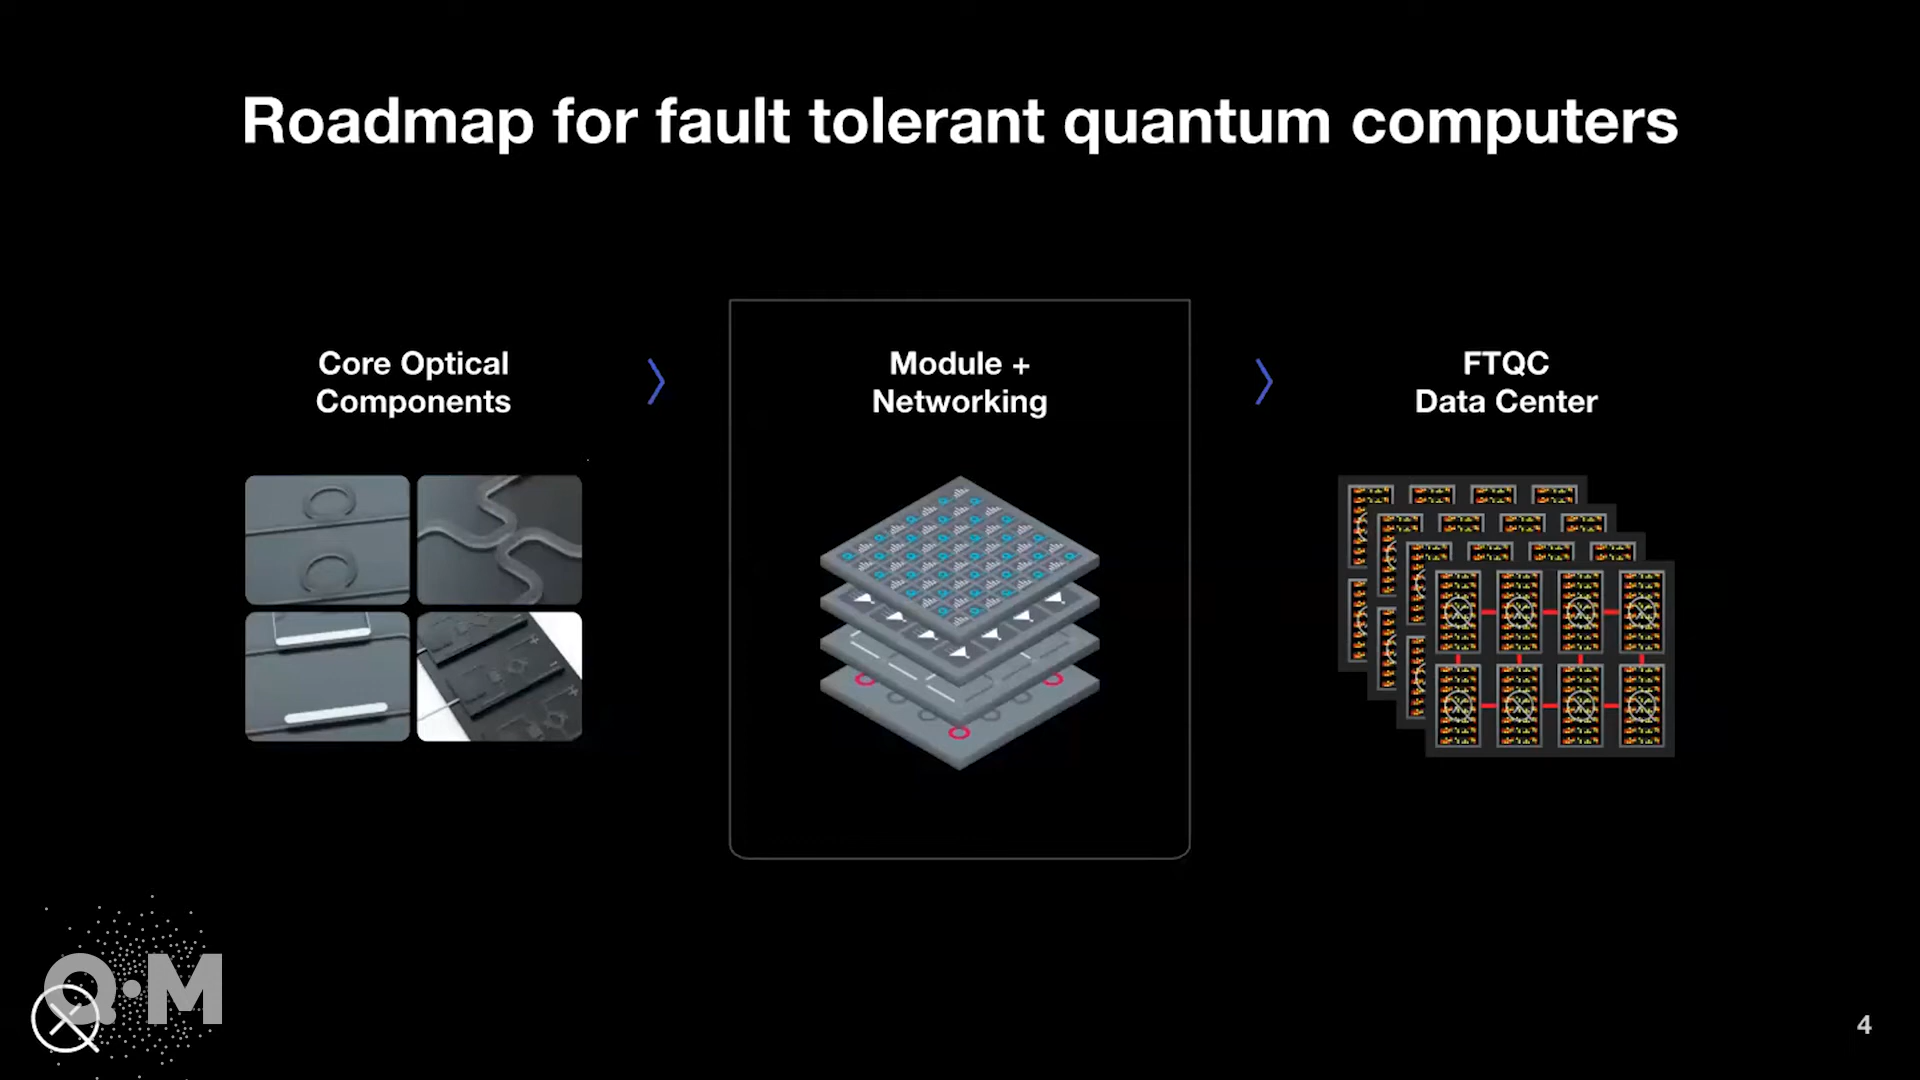 Roadmap for fault tolerant quantum computers
Core Optical
Components
Module +
Networking
FTQC
Data Center
Q·M
4